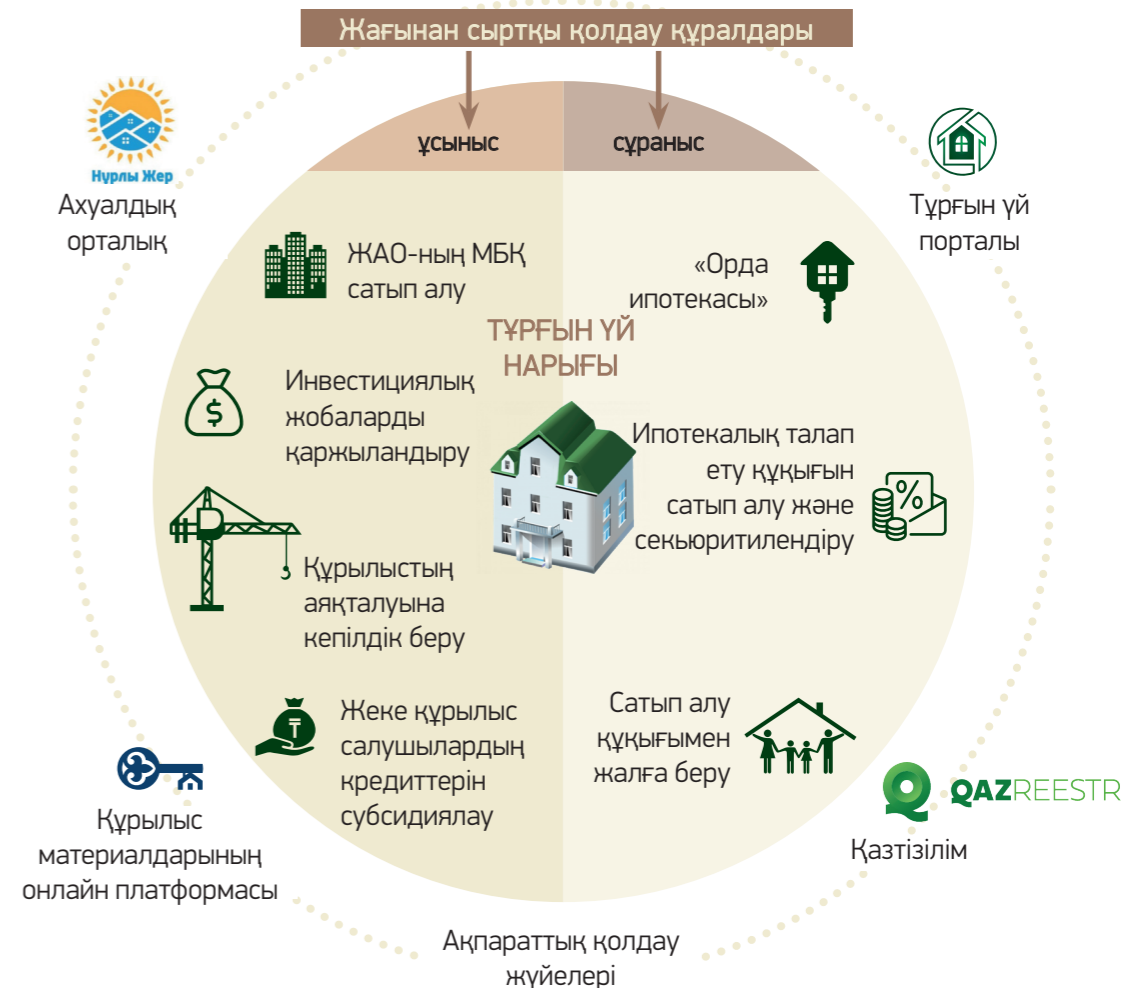 Жағынан сыртқы қолдау құралдары
ұсыныс
сұраныс
Нұрлы Жер
Ахуалдық
орталық
Тұрғын үй
порталы
ЖАО-ның МБҚ
сатып алу
«Орда
ипотекасы»
ТҰРҒЫН ҮЙ
НАРЫҒЫ
Инвестициялық
жобаларды
қаржыландыру
$
Ипотекалық талап
ету құқығын
сатып алу және
секьюритилендіру
%
Құрылыстың
аяқталуына
кепілдік беру
Жеке құрылыс
салушылардың
кредиттерін
субсидиялау
₸
Сатып алу
құқығымен
жалға беру
Құрылыс
материалдарының
онлайн платформасы
QAZREESTR
Қазтізілім
Ақпараттық қолдау
жүйелері